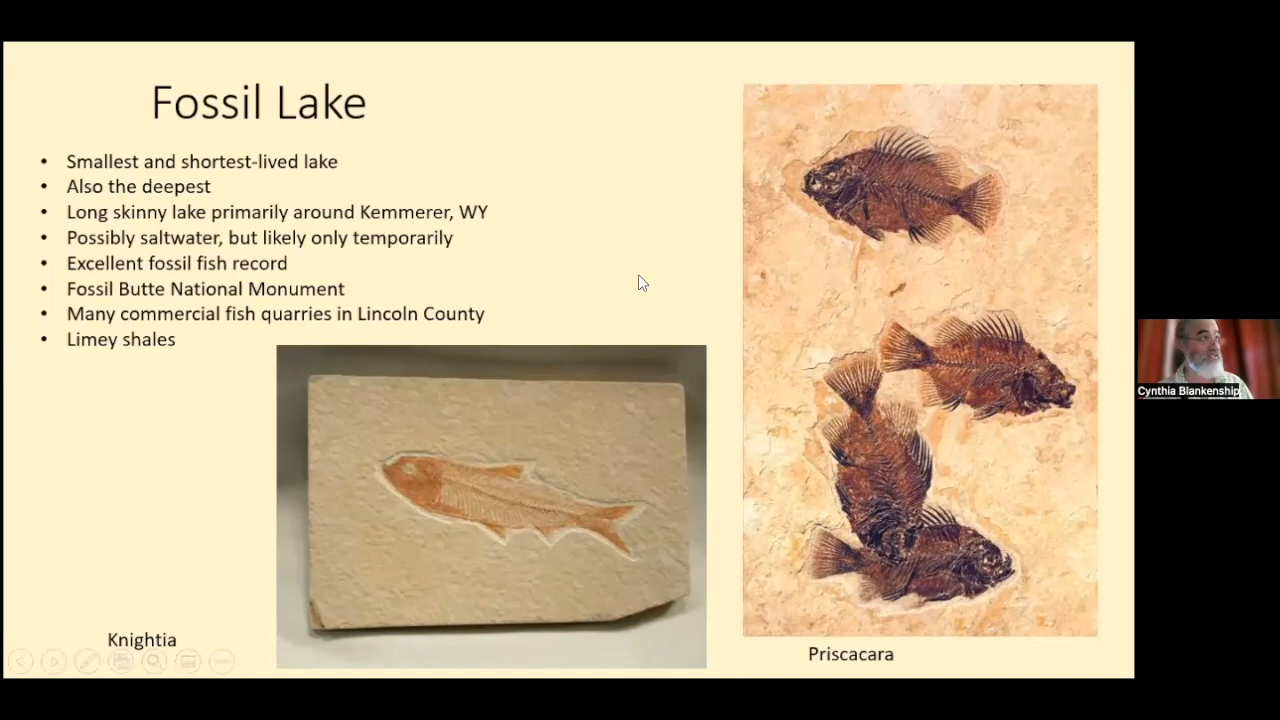 Fossil Lake
• Smallest and shortest-lived lake
• Also the deepest
• Long skinny lake primarily around Kemmerer, WY
• Possibly saltwater, but likely only temporarily
• Excellent fossil fish record
• Fossil Butte National Monument
• Many commercial fish quarries in Lincoln County
• Limey shales
Knightia
Priscacara
Cynthia Blankenship